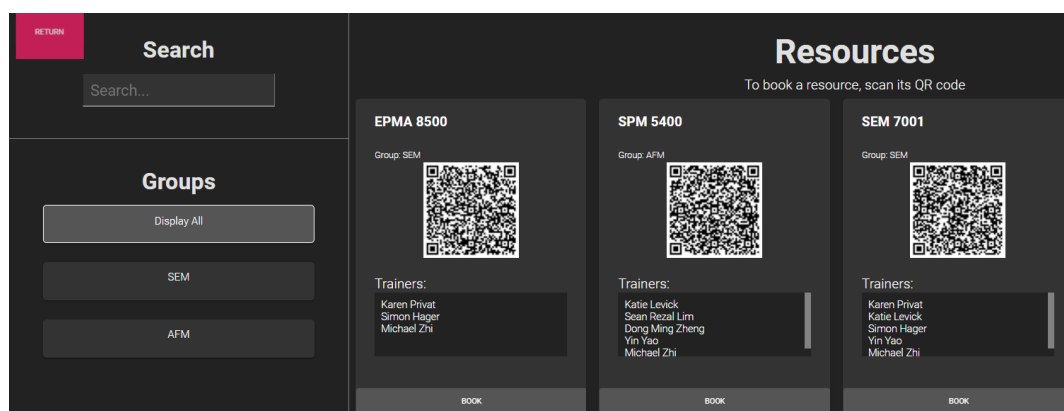 RETURN
Search
Search...
Groups
Display All
SEM
AFM
Resources
To book a resource, scan its QR code
EPMA 8500
Group: SEM
Trainers:
Karen Privat
Simon Hager
Michael Zhi
BOOK
SPM 5400
Group: AFM
Trainers:
Katie Levick
Sean Rezal Lim
Dong Ming Zheng
Yin Yao
Michael Zhi
BOOK
SEM 7001
Group: SEM
Trainers:
Karen Privat
Katie Levick
Simon Hager
Yin Yao
Michael Zhi
BOOK